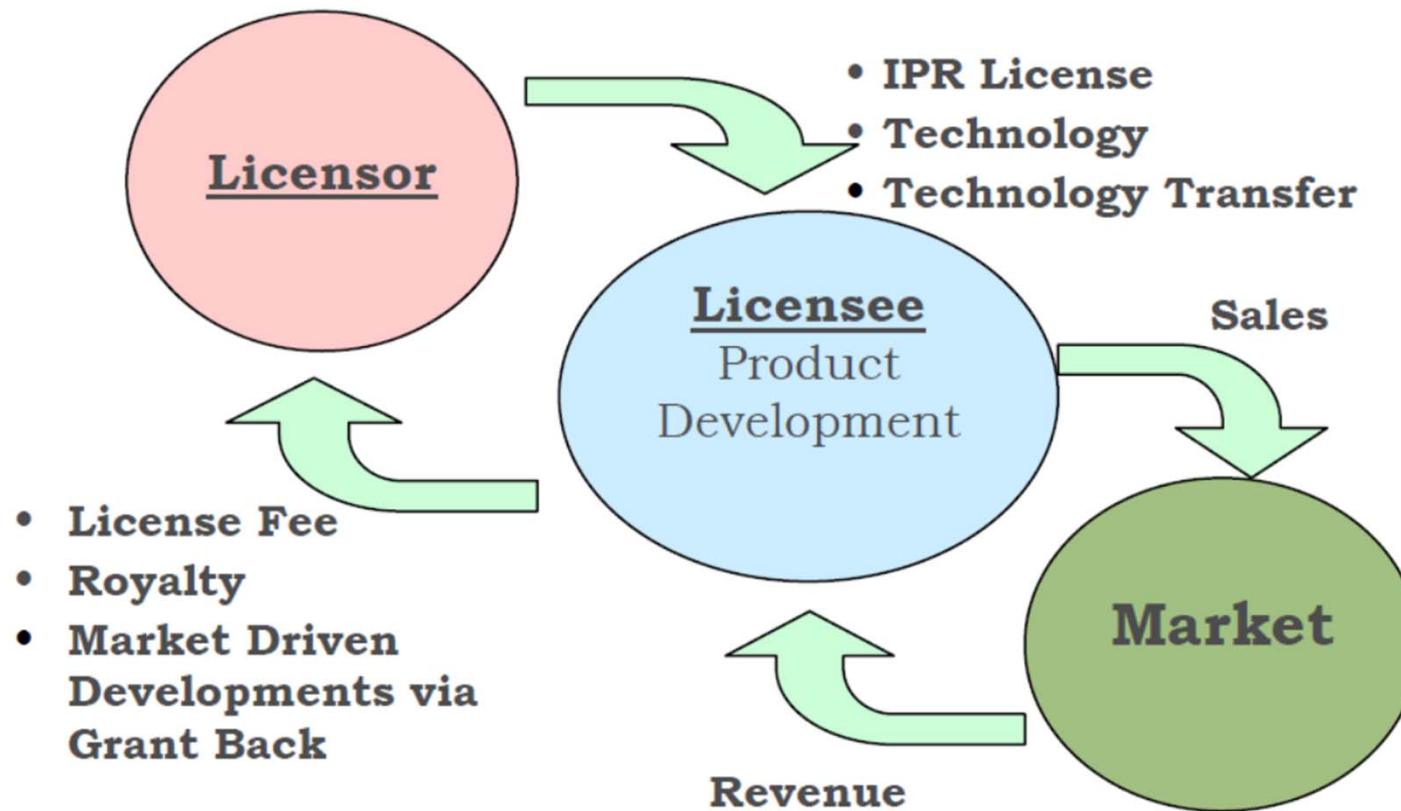 Licensor
• IPR License
• Technology
• Technology Transfer
Licensee
Product
Development
Sales
• License Fee
• Royalty
• Market Driven
Developments via
Grant Back
Market
Revenue